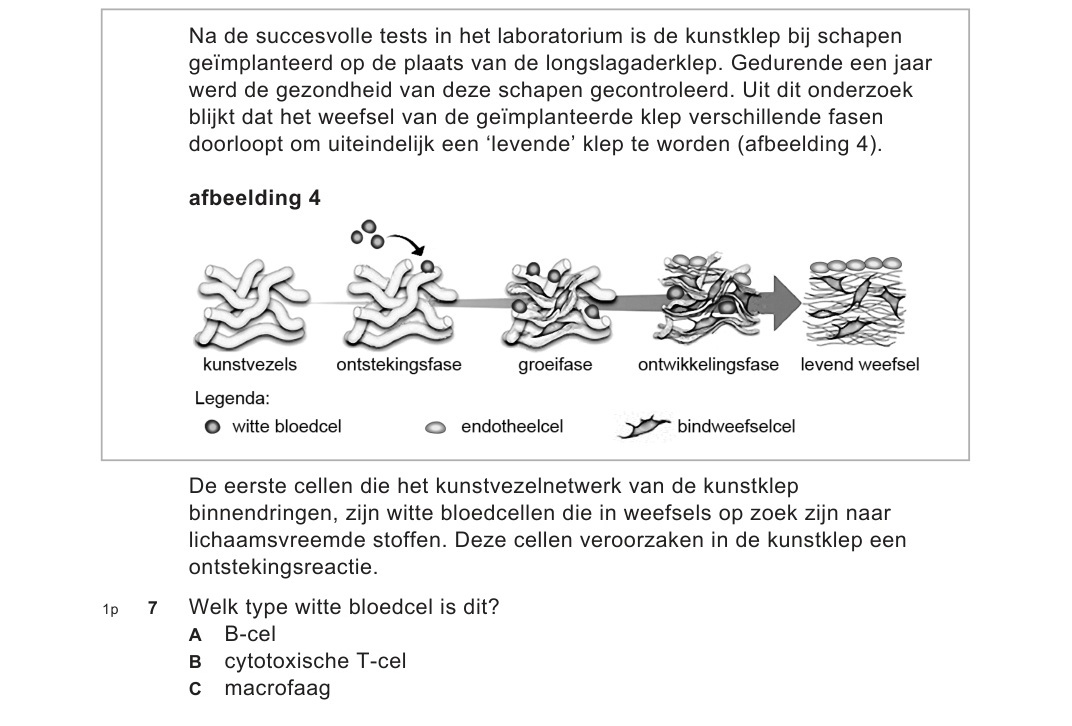 Na de succesvolle tests in het laboratorium is de kunstklep bij schapen
geïmplanteerd op de plaats van de longslagaderklep. Gedurende een jaar
werd de gezondheid van deze schapen gecontroleerd. Uit dit onderzoek
blijkt dat het weefsel van de geïmplanteerde klep verschillende fasen
doorloopt om uiteindelijk een ‘levende’ klep te worden (afbeelding 4).
afbeelding 4
kunstvezels ontstekingsfase groeifase ontwikkelingsfase levend weefsel
Legenda:
witte bloedcel endotheelcel bindweefselcel
De eerste cellen die het kunstvezelnetwerk van de kunstklep
binnendringen, zijn witte bloedcellen die in weefsels op zoek zijn naar
lichaamsvreemde stoffen. Deze cellen veroorzaken in de kunstklep een
ontstekingsreactie.
1p 7 Welk type witte bloedcel is dit?
A B-cel
B cytotoxische T-cel
C macrofaag